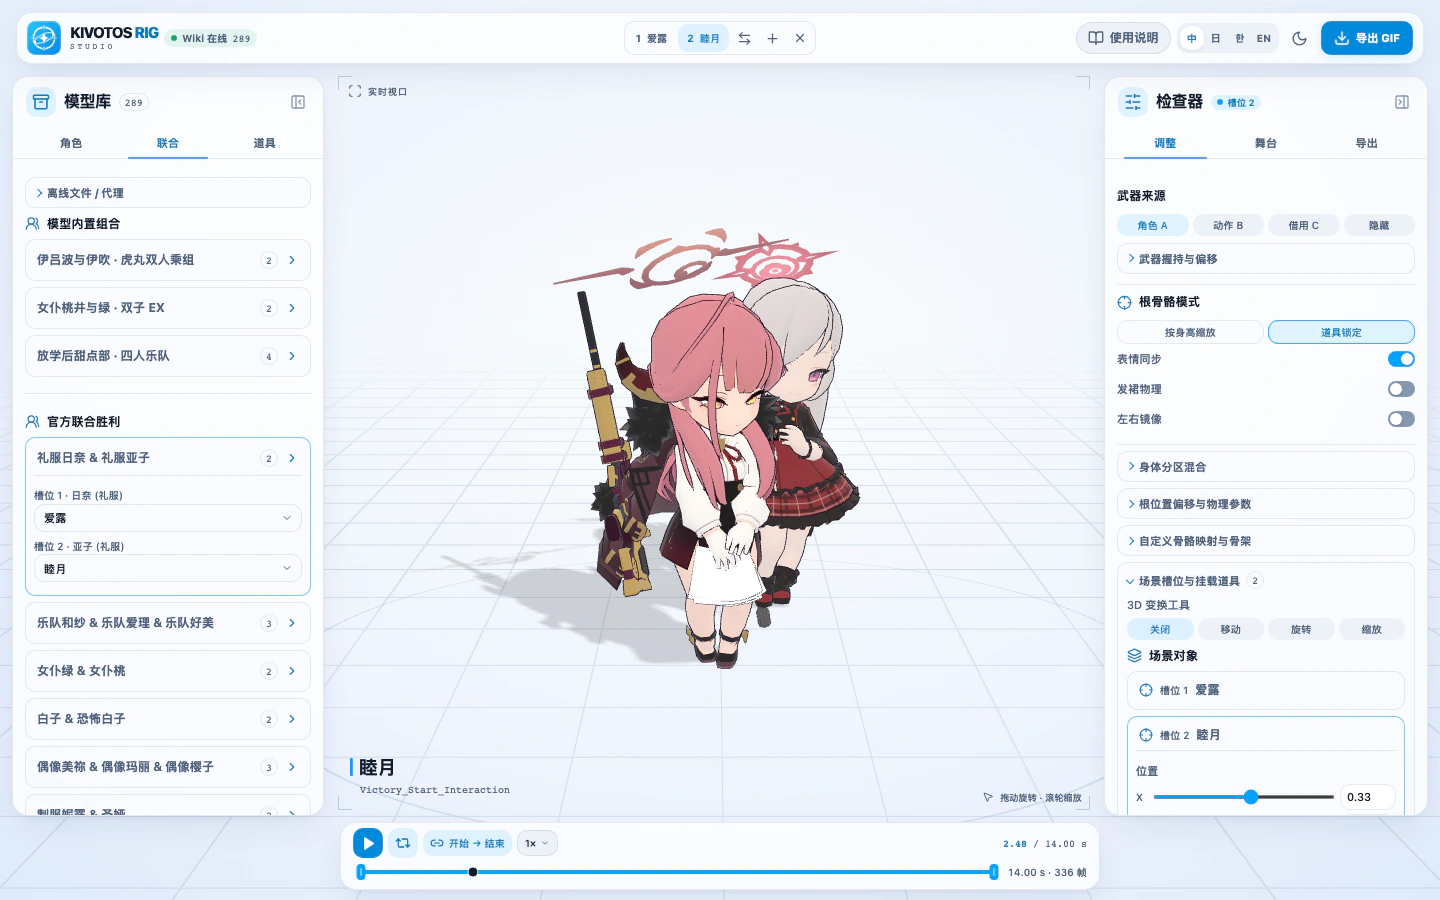 KIVOTOS RIG
STUDIO
Wiki 在线 289
1 爱露
2 睦月
使用说明
中 日 한 EN
导出 GIF
模型库 289
角色 联合 道具
离线文件 / 代理
模型内置组合
伊吕波与伊吹 · 虎丸双人乘组 2
女仆桃井与绿 · 双子 EX 2
放学后甜点部 · 四人乐队 4
官方联合胜利
礼服日奈 & 礼服亚子 2
槽位 1 · 日奈 (礼服)
爱露
槽位 2 · 亚子 (礼服)
睦月
乐队和纱 & 乐队爱理 & 乐队好美 3
女仆绿 & 女仆桃 2
白子 & 恐怖白子 2
偶像美祢 & 偶像玛丽 & 偶像樱子 3
实时视口
睦月
Victory_Start_Interaction
拖动旋转 · 滚轮缩放
开始 → 结束
1×
2.48 / 14.00 s
14.00 s · 336 帧
检查器 槽位 2
调整 舞台 导出
武器来源
角色 A 动作 B 借用 C 隐藏
武器握持与偏移
根骨骼模式
按身高缩放 道具锁定
表情同步
发裙物理
左右镜像
身体分区混合
根位置偏移与物理参数
自定义骨骼映射与骨架
场景槽位与挂载道具 2
3D 变换工具
关闭 移动 旋转 缩放
场景对象
槽位 1 爱露
槽位 2 睦月
位置
X 0.33